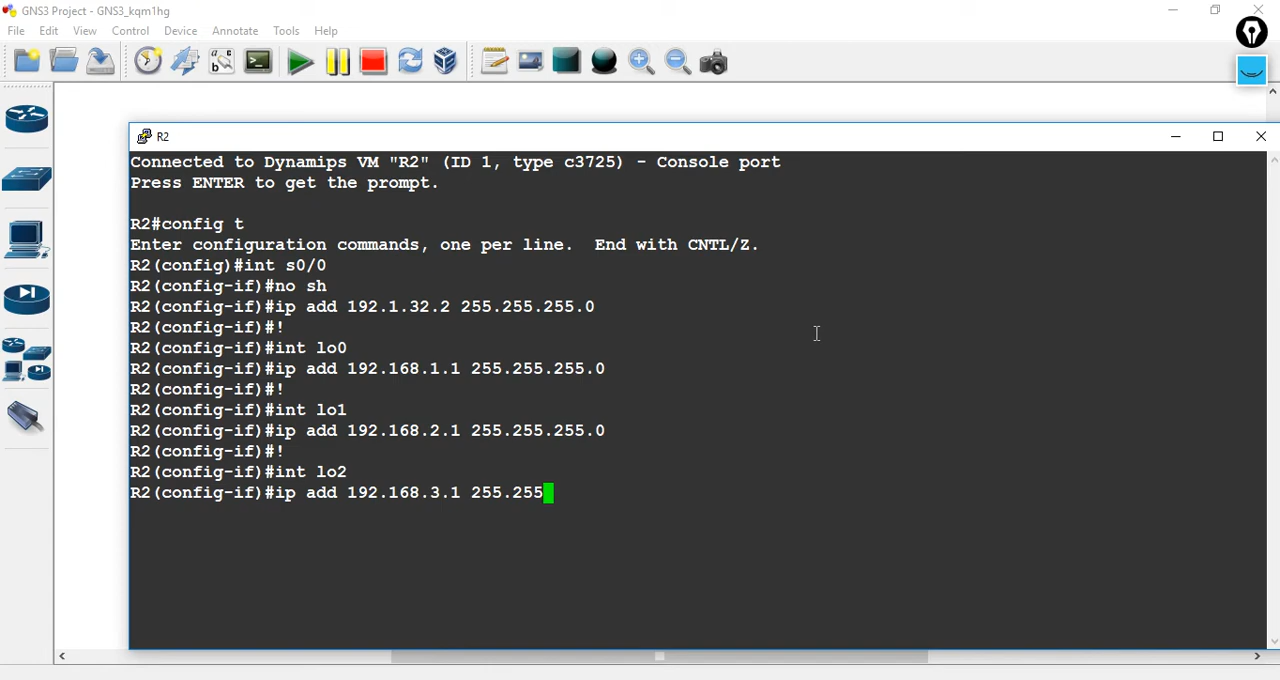 GNS3 Project - GNS3_kqm1hg
File Edit View Control Device Annotate Tools Help
R2
Connected to Dynamips VM "R2" (ID 1, type c3725) - Console port
Press ENTER to get the prompt.
R2#config t
Enter configuration commands, one per line.  End with CNTL/Z.
R2(config)#int s0/0
R2(config-if)#no sh
R2(config-if)#ip add 192.1.32.2 255.255.255.0
R2(config-if)#!
R2(config-if)#int lo0
R2(config-if)#ip add 192.168.1.1 255.255.255.0
R2(config-if)#!
R2(config-if)#int lo1
R2(config-if)#ip add 192.168.2.1 255.255.255.0
R2(config-if)#!
R2(config-if)#int lo2
R2(config-if)#ip add 192.168.3.1 255.255